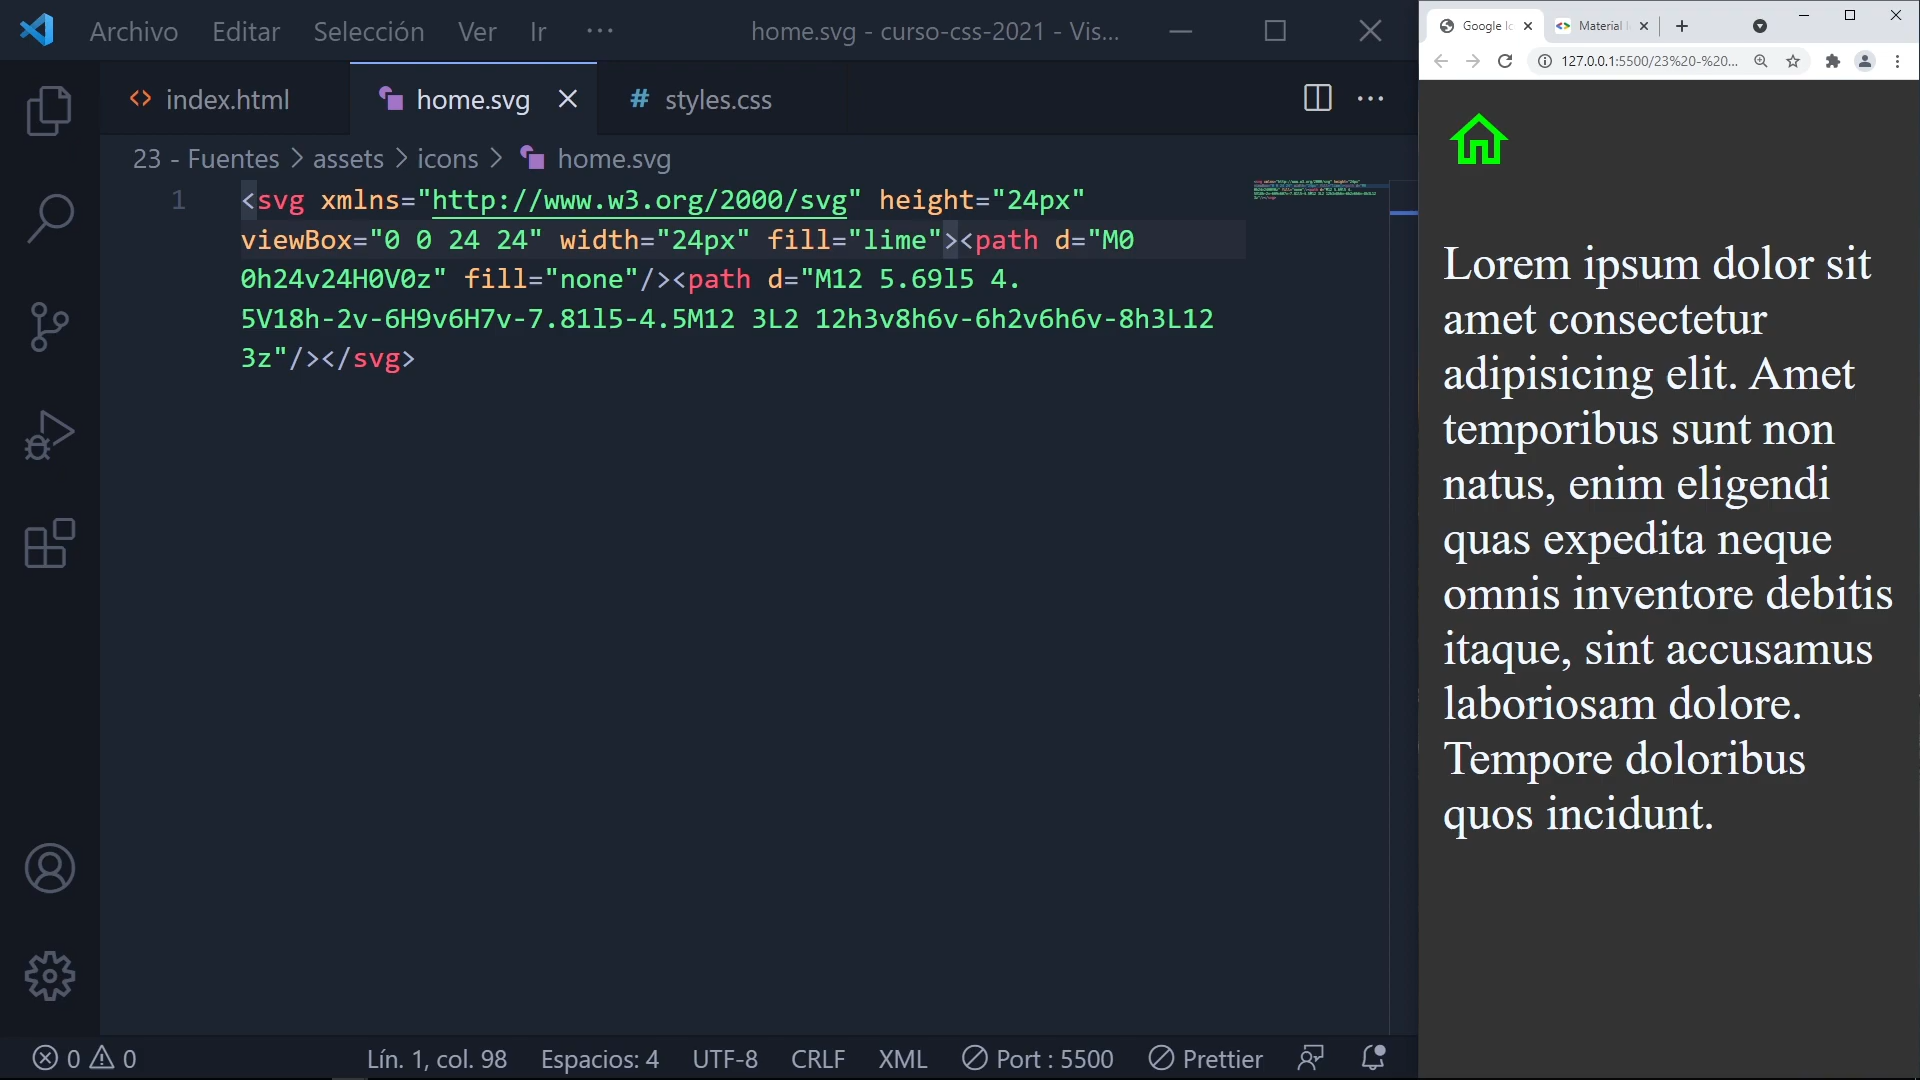 Archivo Editar Selección Ver Ir ··· home.svg - curso-css-2021 - Vis...
index.html home.svg styles.css ···
23 - Fuentes > assets > icons > home.svg
1 <svg xmlns="http://www.w3.org/2000/svg" height="24px"
viewBox="0 0 24 24" width="24px" fill="lime"><path d="M0
0h24v24H0V0z" fill="none"/><path d="M12 5.69l5 4.
5V18h-2v-6H9v6H7v-7.81l5-4.5M12 3L2 12h3v8h6v-6h2v6h6v-8h3L12
3z"/></svg>
0 0 Lín. 1, col. 98 Espacios: 4 UTF-8 CRLF XML Port : 5500 Prettier
Google Ic Material I
127.0.0.1:5500/23%20-%20...
Lorem ipsum dolor sit
amet consectetur
adipisicing elit. Amet
temporibus sunt non
natus, enim eligendi
quas expedita neque
omnis inventore debitis
itaque, sint accusamus
laboriosam dolore.
Tempore doloribus
quos incidunt.